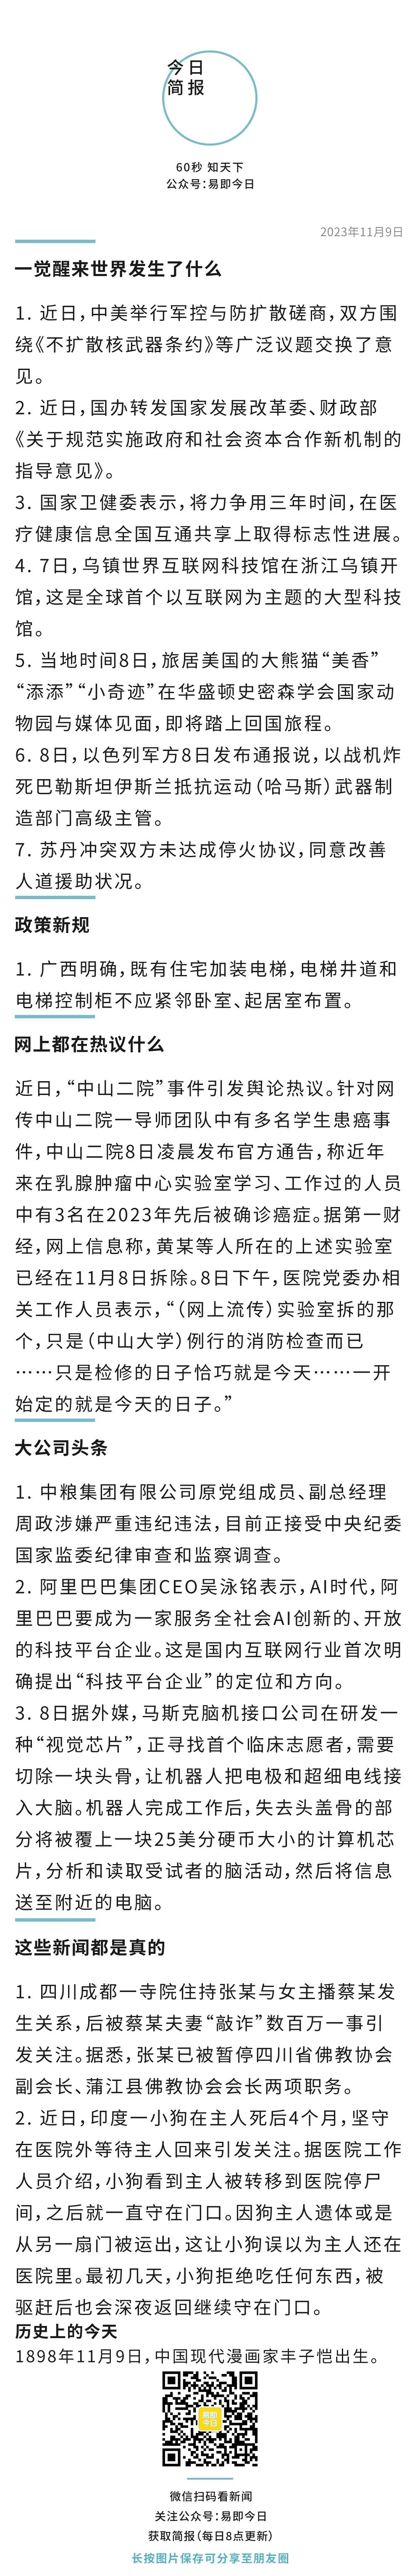 今日
简报
60秒 知天下
公众号：易即今日
2023年11月9日
一觉醒来世界发生了什么
1. 近日，中美举行军控与防扩散磋商，双方围
绕《不扩散核武器条约》等广泛议题交换了意
见。
2. 近日，国办转发国家发展改革委、财政部
《关于规范实施政府和社会资本合作新机制的
指导意见》。
3. 国家卫健委表示，将力争用三年时间，在医
疗健康信息全国互通共享上取得标志性进展。
4. 7日，乌镇世界互联网科技馆在浙江乌镇开
馆，这是全球首个以互联网为主题的大型科技
馆。
5. 当地时间8日，旅居美国的大熊猫“美香”
“添添”“小奇迹”在华盛顿史密森学会国家动
物园与媒体见面，即将踏上回国旅程。
6. 8日，以色列军方8日发布通报说，以战机炸
死巴勒斯坦伊斯兰抵抗运动（哈马斯）武器制
造部门高级主管。
7. 苏丹冲突双方未达成停火协议，同意改善
人道援助状况。
政策新规
1. 广西明确，既有住宅加装电梯，电梯井道和
电梯控制柜不应紧邻卧室、起居室布置。
网上都在热议什么
近日，“中山二院”事件引发舆论热议。针对网
传中山二院一导师团队中有多名学生患癌事
件，中山二院8日凌晨发布官方通告，称近年
来在乳腺肿瘤中心实验室学习、工作过的人员
中有3名在2023年先后被确诊癌症。据第一财
经，网上信息称，黄某等人所在的上述实验室
已经在11月8日拆除。8日下午，医院党委办相
关工作人员表示，“（网上流传）实验室拆的那
个，只是（中山大学）例行的消防检查而已
……只是检修的日子恰巧就是今天……一开
始定的就是今天的日子。”
大公司头条
1. 中粮集团有限公司原党组成员、副总经理
周政涉嫌严重违纪违法，目前正接受中央纪委
国家监委纪律审查和监察调查。
2. 阿里巴巴集团CEO吴泳铭表示，AI时代，阿
里巴巴要成为一家服务全社会AI创新的、开放
的科技平台企业。这是国内互联网行业首次明
确提出“科技平台企业”的定位和方向。
3. 8日据外媒，马斯克脑机接口公司在研发一
种“视觉芯片”，正寻找首个临床志愿者，需要
切除一块头骨，让机器人把电极和超细电线接
入大脑。机器人完成工作后，失去头盖骨的部
分将被覆上一块25美分硬币大小的计算机芯
片，分析和读取受试者的脑活动，然后将信息
送至附近的电脑。
这些新闻都是真的
1. 四川成都一寺院住持张某与女主播蔡某发
生关系，后被蔡某夫妻“敲诈”数百万一事引
发关注。据悉，张某已被暂停四川省佛教协会
副会长、蒲江县佛教协会会长两项职务。
2. 近日，印度一小狗在主人死后4个月，坚守
在医院外等待主人回来引发关注。据医院工作
人员介绍，小狗看到主人被转移到医院停尸
间，之后就一直守在门口。因狗主人遗体或是
从另一扇门被运出，这让小狗误以为主人还在
医院里。最初几天，小狗拒绝吃任何东西，被
驱赶后也会深夜返回继续守在门口。
历史上的今天
1898年11月9日，中国现代漫画家丰子恺出生。
易即
今日
微信扫码看新闻
关注公众号：易即今日
获取简报（每日8点更新）
长按图片保存可分享至朋友圈